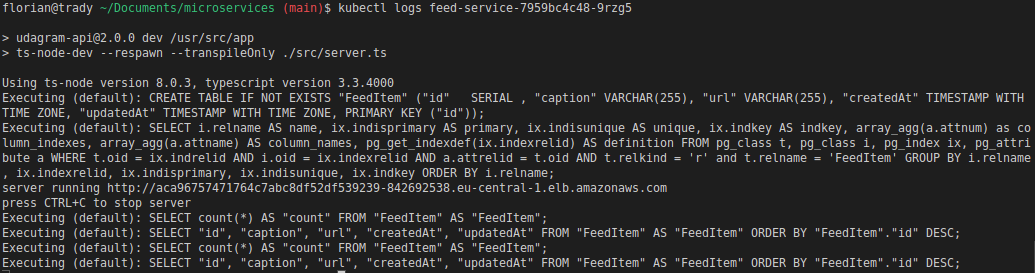 florian@trady ~/Documents/microservices (main)$ kubectl logs feed-service-7959bc4c48-9rzg5
> udagram-api@2.0.0 dev /usr/src/app
> ts-node-dev --respawn --transpileOnly ./src/server.ts
Using ts-node version 8.0.3, typescript version 3.3.4000
Executing (default): CREATE TABLE IF NOT EXISTS "FeedItem" ("id"   SERIAL , "caption" VARCHAR(255), "url" VARCHAR(255), "createdAt" TIMESTAMP WITH
TIME ZONE, "updatedAt" TIMESTAMP WITH TIME ZONE, PRIMARY KEY ("id"));
Executing (default): SELECT i.relname AS name, ix.indisprimary AS primary, ix.indisunique AS unique, ix.indkey AS indkey, array_agg(a.attnum) as co
lumn_indexes, array_agg(a.attname) AS column_names, pg_get_indexdef(ix.indexrelid) AS definition FROM pg_class t, pg_class i, pg_index ix, pg_attri
bute a WHERE t.oid = ix.indrelid AND i.oid = ix.indexrelid AND a.attrelid = t.oid AND t.relkind = 'r' and t.relname = 'FeedItem' GROUP BY i.relname
, ix.indexrelid, ix.indisprimary, ix.indisunique, ix.indkey ORDER BY i.relname;
server running http://aca96757471764c7abc8df52df539239-842692538.eu-central-1.elb.amazonaws.com
press CTRL+C to stop server
Executing (default): SELECT count(*) AS "count" FROM "FeedItem" AS "FeedItem";
Executing (default): SELECT "id", "caption", "url", "createdAt", "updatedAt" FROM "FeedItem" AS "FeedItem" ORDER BY "FeedItem"."id" DESC;
Executing (default): SELECT count(*) AS "count" FROM "FeedItem" AS "FeedItem";
Executing (default): SELECT "id", "caption", "url", "createdAt", "updatedAt" FROM "FeedItem" AS "FeedItem" ORDER BY "FeedItem"."id" DESC;